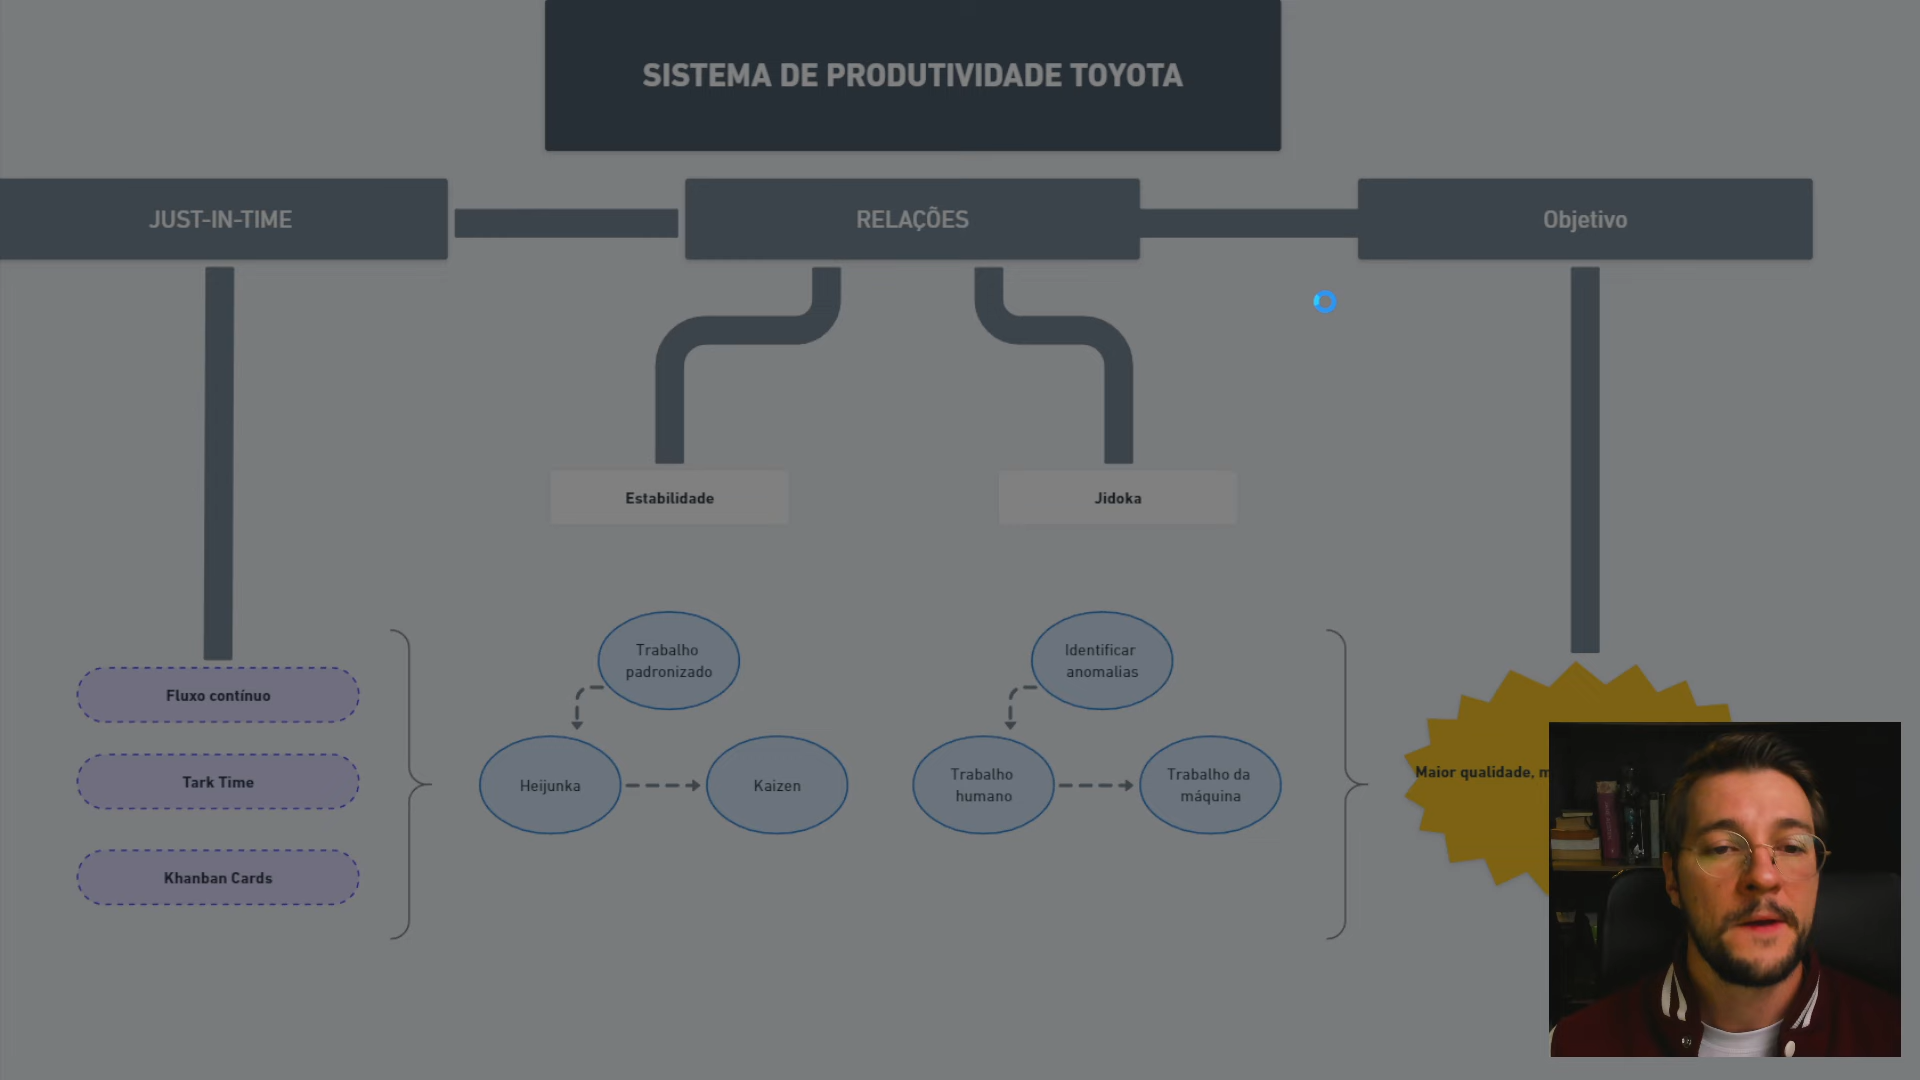 SISTEMA DE PRODUTIVIDADE TOYOTA
JUST-IN-TIME
RELAÇÕES
Objetivo
Estabilidade
Jidoka
Trabalho
padronizado
Heijunka
Kaizen
Identificar
anomalias
Trabalho
humano
Trabalho da
máquina
Fluxo contínuo
Tark Time
Khanban Cards
Maior qualidade,